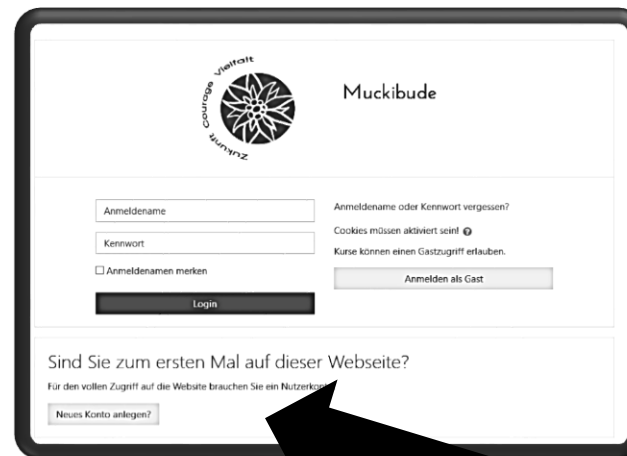 Zukunft Courage Vielfalt
Muckibude
Anmeldename
Kennwort
Anmeldenamen merken
Login
Anmeldename oder Kennwort vergessen?
Cookies müssen aktiviert sein!
Kurse können einen Gastzugriff erlauben.
Anmelden als Gast
Sind Sie zum ersten Mal auf dieser Webseite?
Für den vollen Zugriff auf die Website brauchen Sie ein
Neues Konto anlegen?